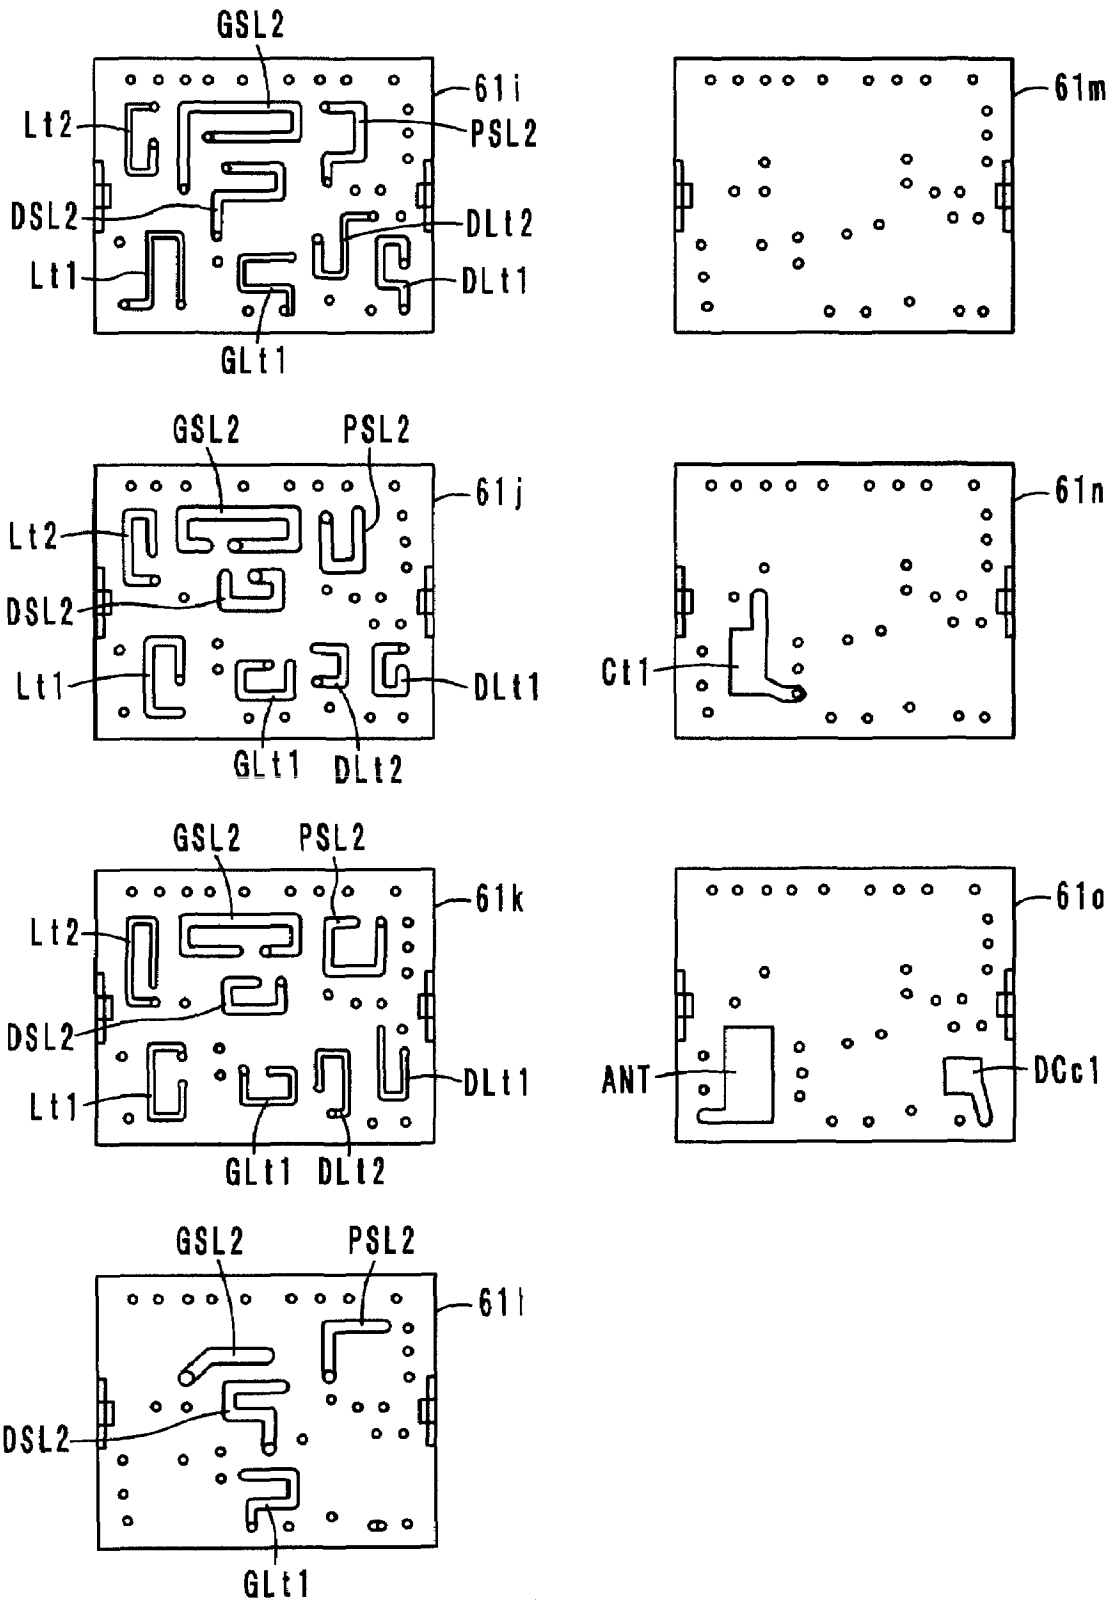 GSL2
61i
Lt2
PSL2
DSL2
DLt2
Lt1
DLt1
GLt1
61m
GSL2
PSL2
61j
Lt2
DSL2
Lt1
DLt1
GLt1
DLt2
61n
Ct1
GSL2
PSL2
61k
Lt2
DSL2
Lt1
DLt1
GLt1
DLt2
61o
ANT
DCc1
GSL2
PSL2
61l
DSL2
GLt1